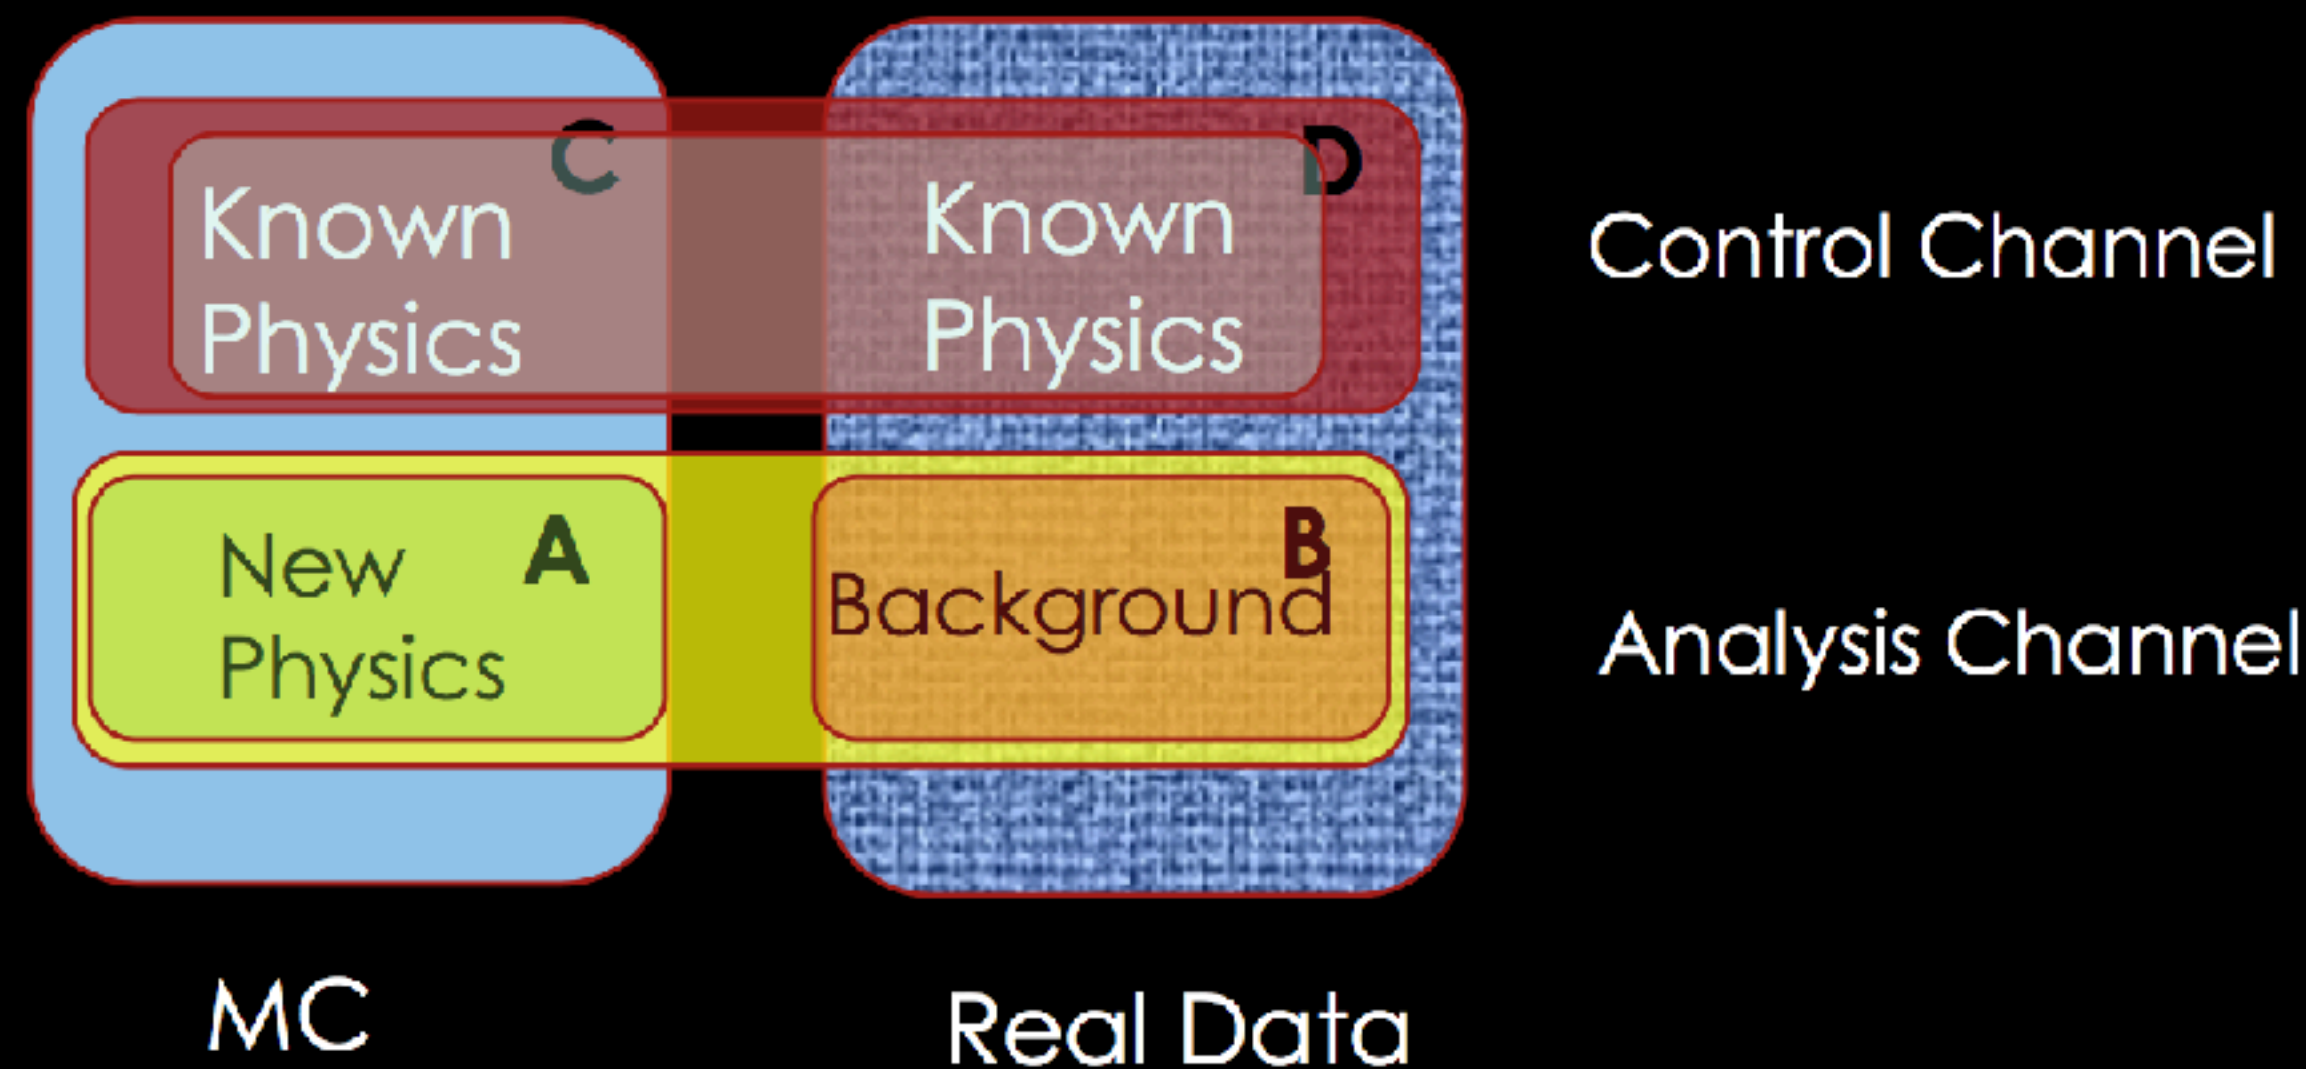 C
D
Known
Physics
Known
Physics
Control Channel
New
Physics
A
B
Background
Analysis Channel
MC
Real Data